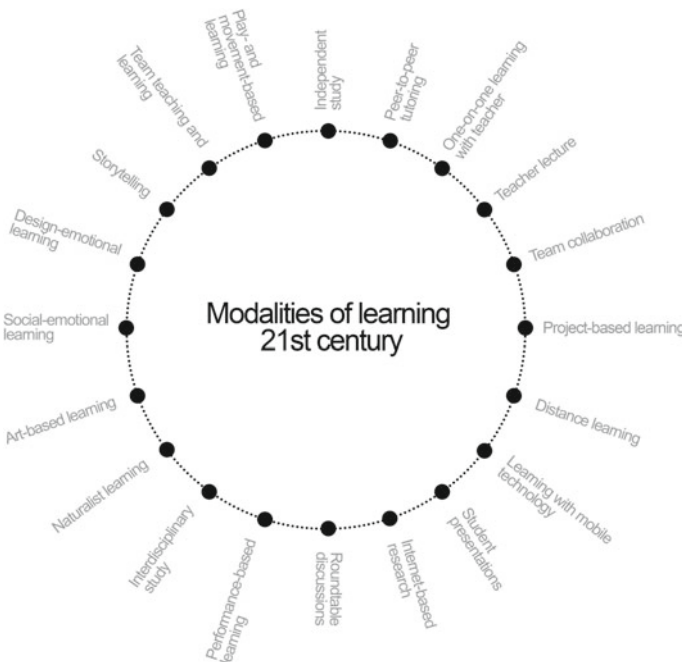 Modalities of learning
21st century
Independent
study
Peer-to-peer
tutoring
One-on-one learning
with teacher
Teacher lecture
Team collaboration
Project-based learning
Distance learning
Learning with mobile
technology
Student
presentations
Internet-based
research
Roundtable
discussions
Performance-based
learning
Interdisciplinary
study
Naturalist learning
Art-based learning
Social-emotional
learning
Design-emotional
learning
Storytelling
Team teaching and
learning
Play- and
movement-based
learning